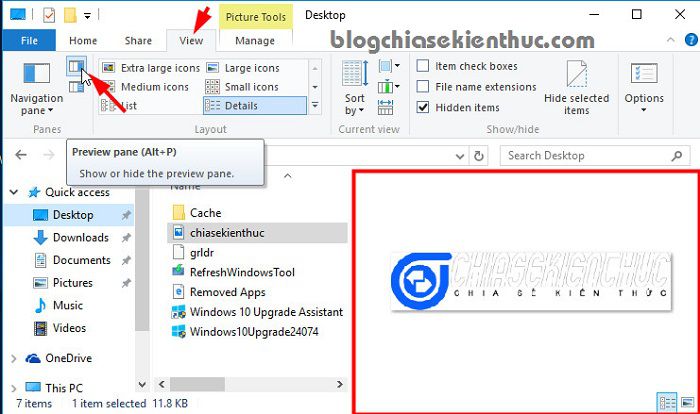 Picture Tools
Desktop
File
Home
Share
View
Manage
blogchiasekienthuc.com
Navigation
pane
Extra large icons
Large icons
Medium icons
Small icons
List
Details
Sort
by
Item check boxes
File name extensions
Hidden items
Hide selected
items
Options
Panes
Layout
Current view
Show/hide
Preview pane (Alt+P)
Show or hide the preview pane.
Search Desktop
Name
Quick access
Desktop
Downloads
Documents
Pictures
Music
Videos
OneDrive
This PC
Cache
chiasekienthuc
grldr
RefreshWindowsTool
Removed Apps
Windows 10 Upgrade Assistant
Windows10Upgrade24074
CHIASEKIENTHUC
CHIA SẺ KIẾN THỨC
7 items
1 item selected 11.8 KB